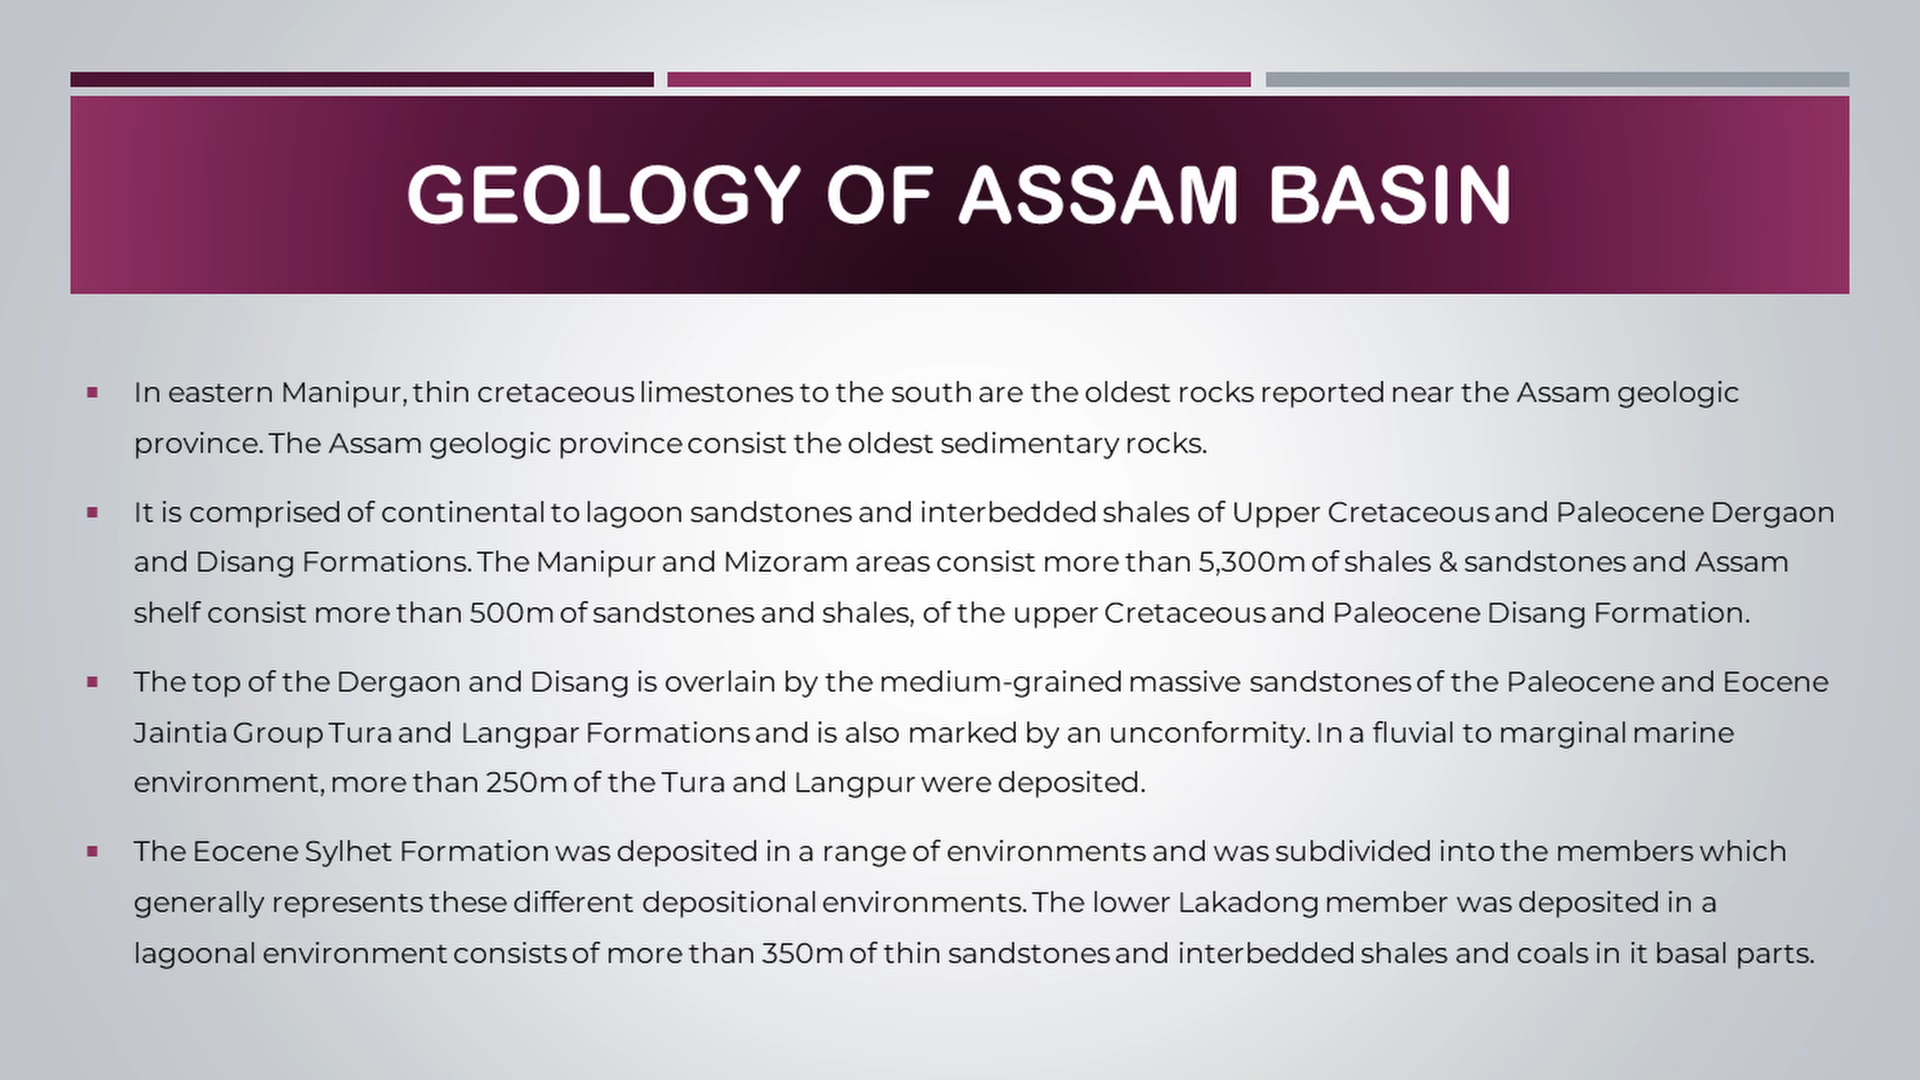 GEOLOGY OF ASSAM BASIN
▪ In eastern Manipur, thin cretaceous limestones to the south are the oldest rocks reported near the Assam geologic
province. The Assam geologic province consist the oldest sedimentary rocks.
▪ It is comprised of continental to lagoon sandstones and interbedded shales of Upper Cretaceous and Paleocene Dergaon
and Disang Formations. The Manipur and Mizoram areas consist more than 5,300m of shales & sandstones and Assam
shelf consist more than 500m of sandstones and shales, of the upper Cretaceous and Paleocene Disang Formation.
▪ The top of the Dergaon and Disang is overlain by the medium-grained massive sandstones of the Paleocene and Eocene
Jaintia Group Tura and Langpar Formations and is also marked by an unconformity. In a fluvial to marginal marine
environment, more than 250m of the Tura and Langpur were deposited.
▪ The Eocene Sylhet Formation was deposited in a range of environments and was subdivided into the members which
generally represents these different depositional environments. The lower Lakadong member was deposited in a
lagoonal environment consists of more than 350m of thin sandstones and interbedded shales and coals in it basal parts.